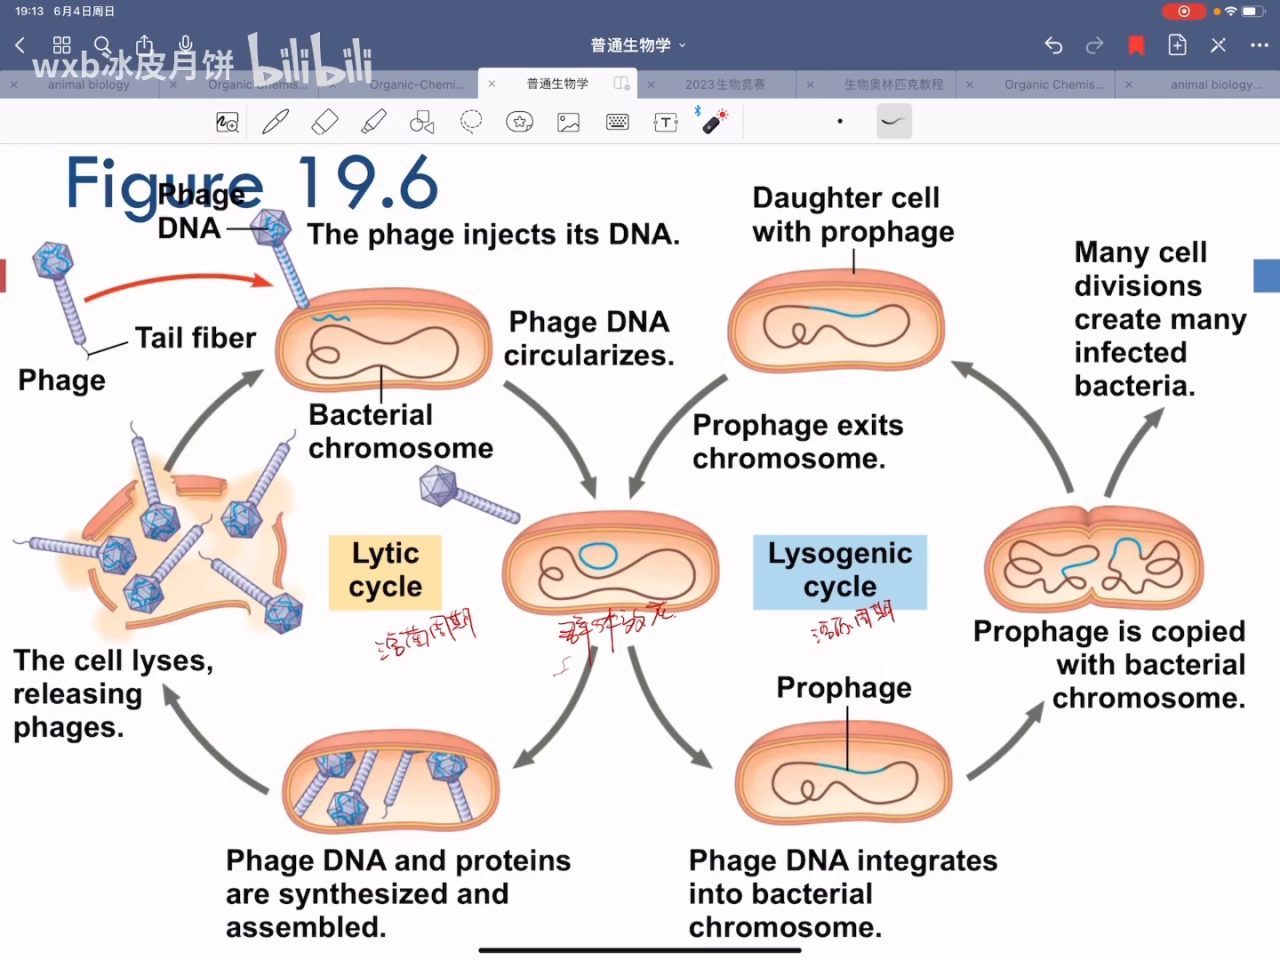 19:13 6月4日周日
普通生物学
wxb冰皮月饼 bilibili
animal biology
Organic Chemis...
Organic-Chemi...
普通生物学
2023生物竞赛
生物奥林匹克教程
Organic Chemis...
animal biology...
Figure 19.6
Phage
DNA
The phage injects its DNA.
Daughter cell
with prophage
Many cell
divisions
create many
infected
bacteria.
Tail fiber
Phage
Phage DNA
circularizes.
Bacterial
chromosome
Prophage exits
chromosome.
Lytic
cycle
Lysogenic
cycle
溶菌周期
溶原周期
The cell lyses,
releasing
phages.
Prophage is copied
with bacterial
chromosome.
Prophage
Phage DNA and proteins
are synthesized and
assembled.
Phage DNA integrates
into bacterial
chromosome.